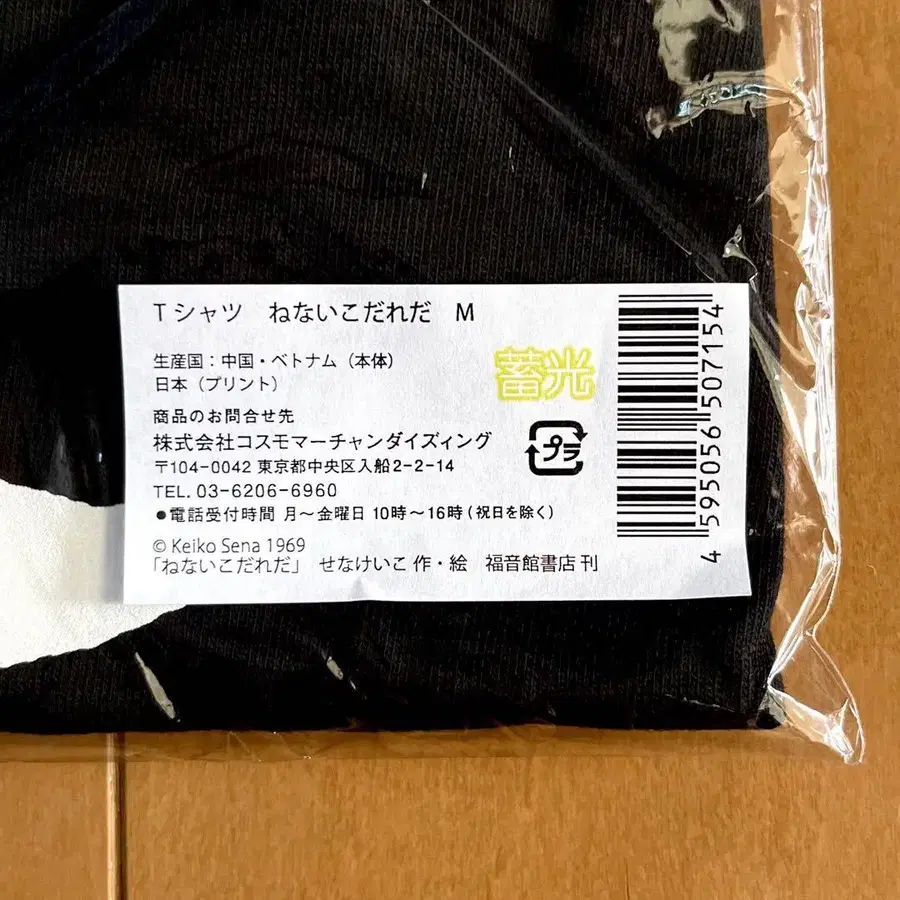 Tシャツ　ねないこだれだ　M
生産国：中国・ベトナム（本体）
日本（プリント）
蓄光
商品のお問合せ先
株式会社コスモマーチャンダイズィング
プラ
〒104-0042 東京都中央区入船2-2-14
TEL. 03-6206-6960
●電話受付時間 月～金曜日 10時～16時（祝日を除く）
© Keiko Sena 1969
「ねないこだれだ」　せなけいこ 作・絵　福音館書店 刊
4 595056 507154